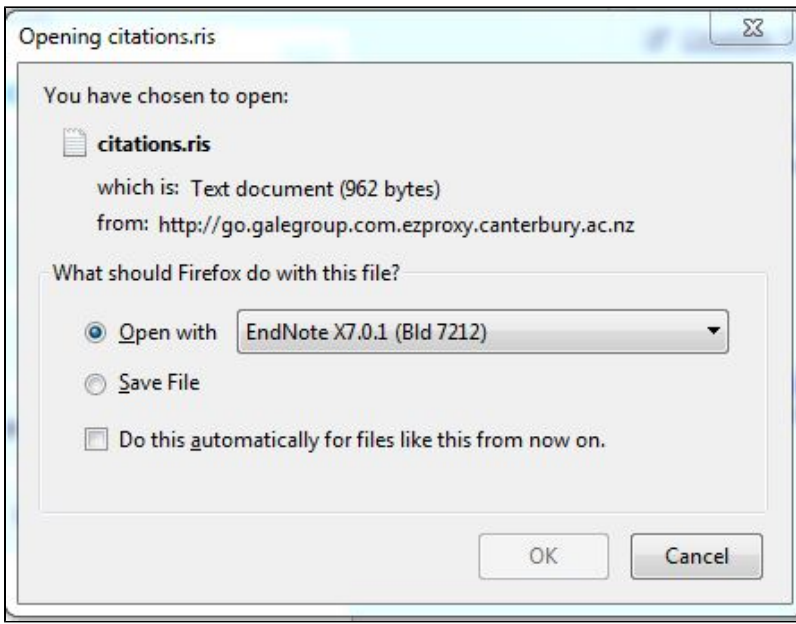 Opening citations.ris
You have chosen to open:
citations.ris
which is: Text document (962 bytes)
from: http://go.galegroup.com.ezproxy.canterbury.ac.nz
What should Firefox do with this file?
Open with EndNote X7.0.1 (Bld 7212)
Save File
Do this automatically for files like this from now on.
OK Cancel